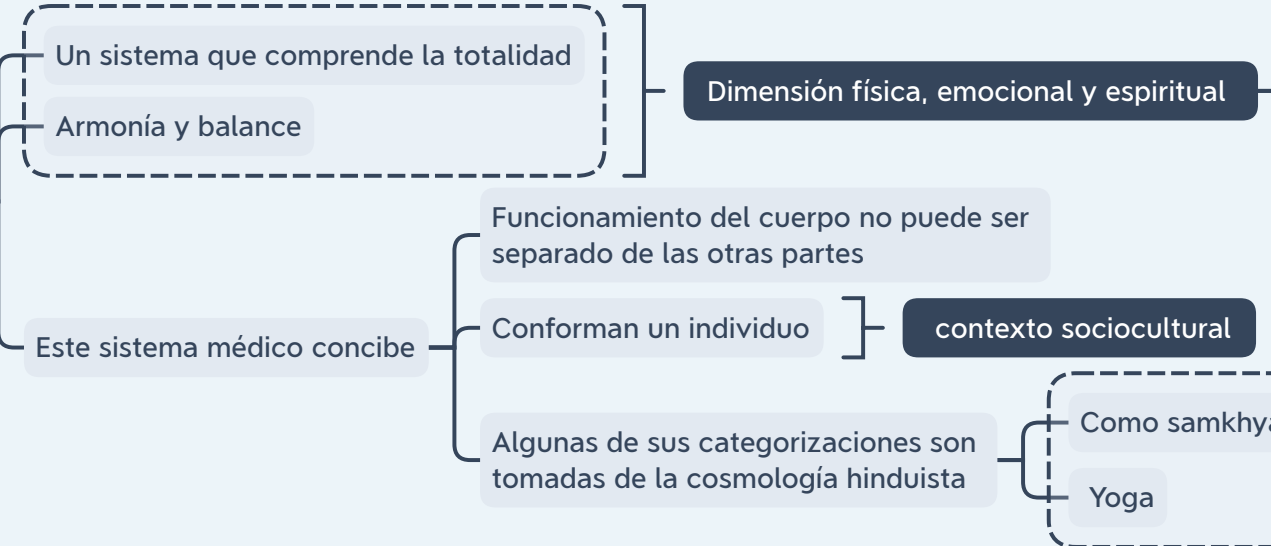 Un sistema que comprende la totalidad
Armonía y balance
Dimensión física, emocional y espiritual
Funcionamiento del cuerpo no puede ser
separado de las otras partes
Este sistema médico concibe
Conforman un individuo
contexto sociocultural
Algunas de sus categorizaciones son
tomadas de la cosmología hinduista
Como samkhya
Yoga